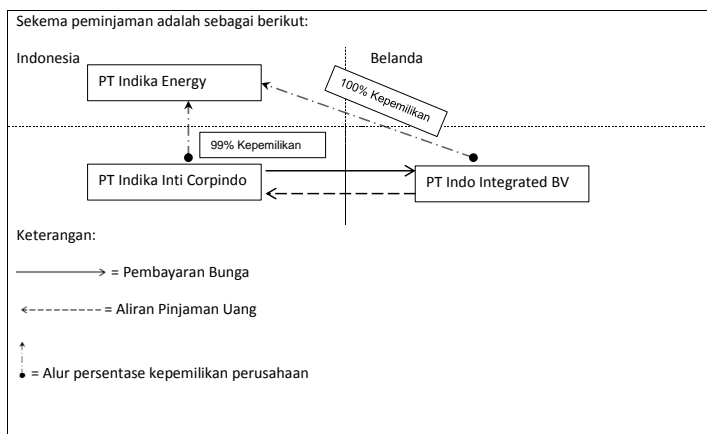 Sekema peminjaman adalah sebagai berikut:
Indonesia
Belanda
PT Indika Energy
100% Kepemilikan
99% Kepemilikan
PT Indika Inti Corpindo
PT Indo Integrated BV
Keterangan:
= Pembayaran Bunga
= Aliran Pinjaman Uang
= Alur persentase kepemilikan perusahaan